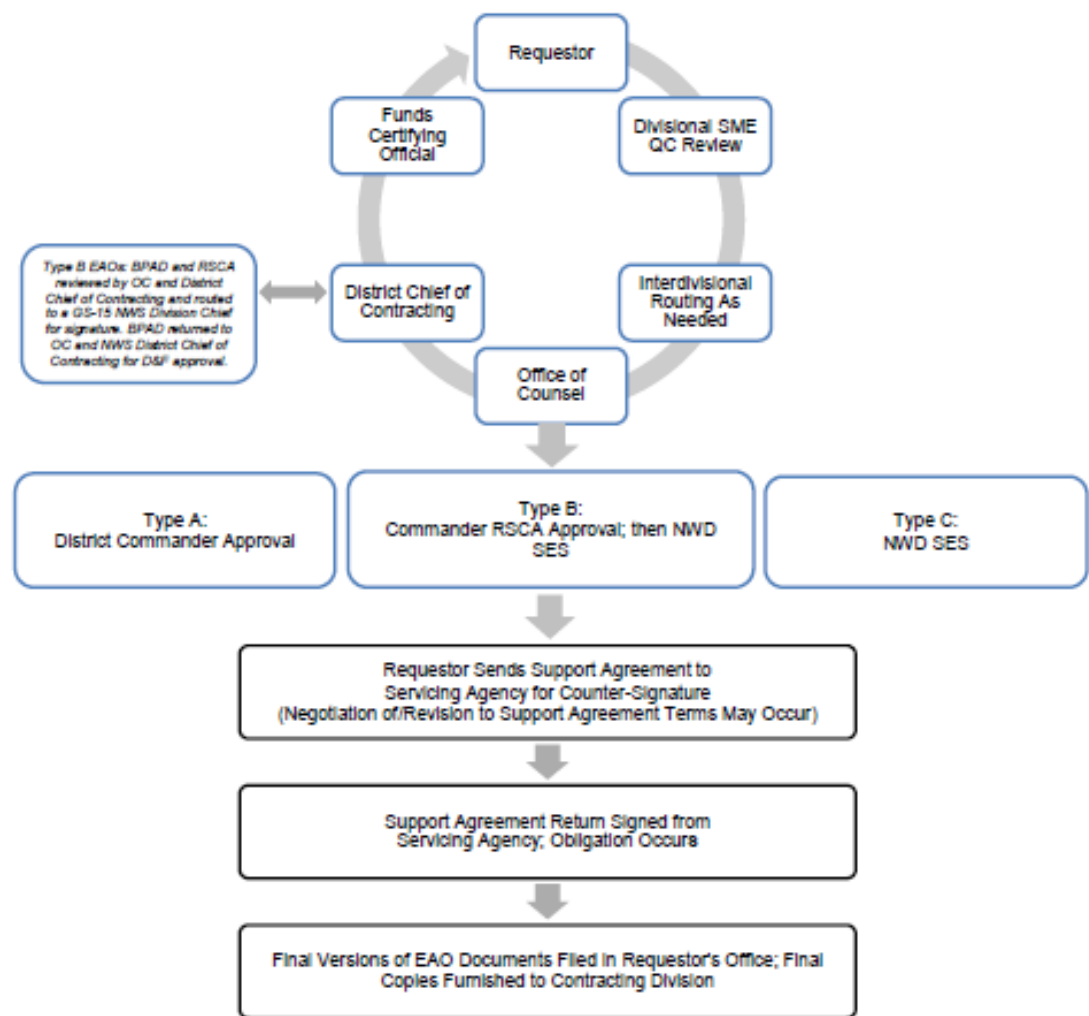 Requestor
Divisional SME
QC Review
Interdivisional
Routing As
Needed
Office of
Counsel
District Chief of
Contracting
Funds
Certifying
Official
Type B EAOs: BPAD and RSCA
reviewed by OC and District
Chief of Contracting and routed
to a GS-15 NWS Division Chief
for signature. BPAD returned to
OC and NWS District Chief of
Contracting for D&F approval.
Type A:
District Commander Approval
Type B:
Commander RSCA Approval; then NWD
SES
Type C:
NWD SES
Requestor Sends Support Agreement to
Servicing Agency for Counter-Signature
(Negotiation of/Revision to Support Agreement Terms May Occur)
Support Agreement Return Signed from
Servicing Agency; Obligation Occurs
Final Versions of EAO Documents Filed in Requestor's Office; Final
Copies Furnished to Contracting Division